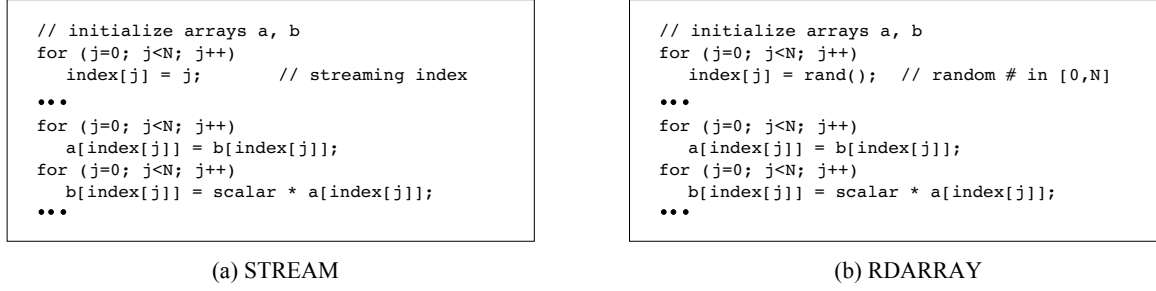 // initialize arrays a, b
for (j=0; j<N; j++)
index[j] = j; // streaming index
•••
for (j=0; j<N; j++)
a[index[j]] = b[index[j]];
for (j=0; j<N; j++)
b[index[j]] = scalar * a[index[j]];
•••
(a) STREAM
// initialize arrays a, b
for (j=0; j<N; j++)
index[j] = rand(); // random # in [0,N]
•••
for (j=0; j<N; j++)
a[index[j]] = b[index[j]];
for (j=0; j<N; j++)
b[index[j]] = scalar * a[index[j]];
•••
(b) RDARRAY